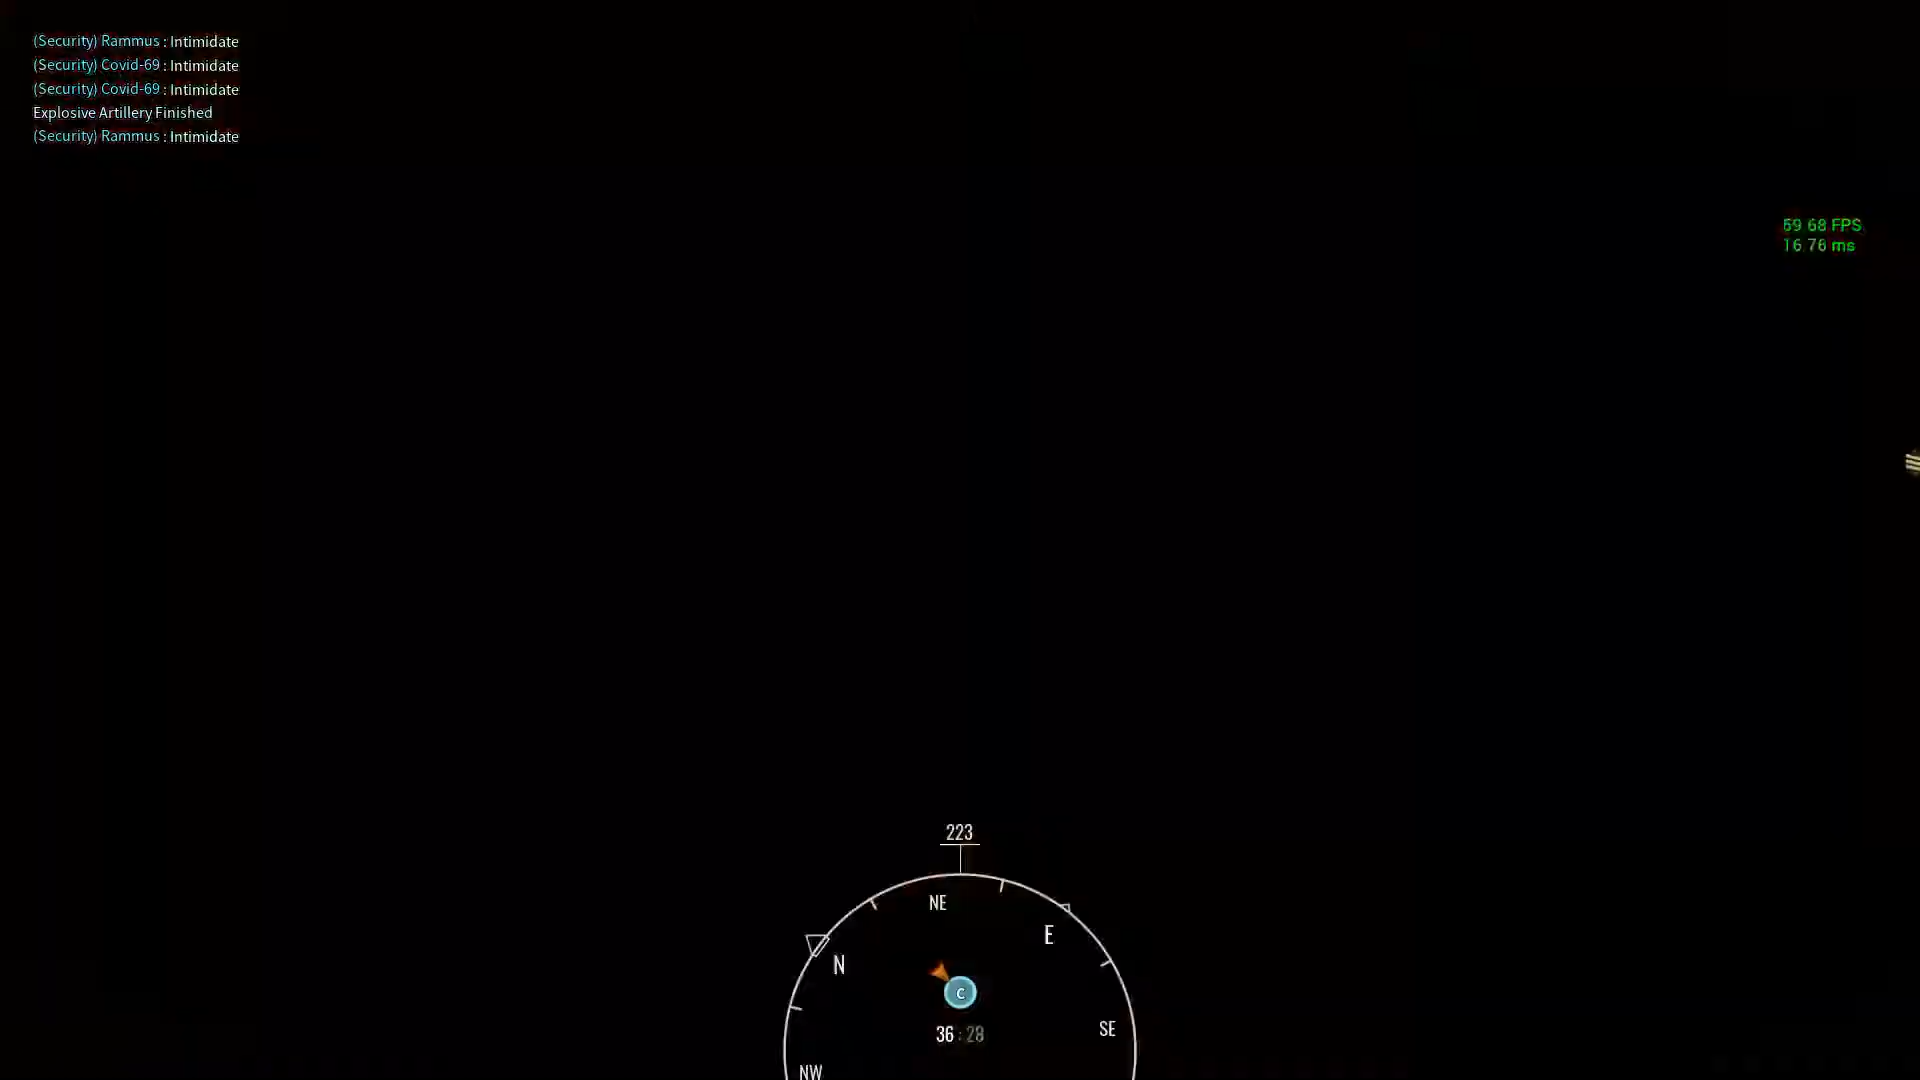 (Security) Rammus : Intimidate
(Security) Covid-69 : Intimidate
(Security) Covid-69 : Intimidate
Explosive Artillery Finished
(Security) Rammus : Intimidate
59 68 FPS
16 76 ms
223
NE
E
N
C
36 : 28
SE
NW